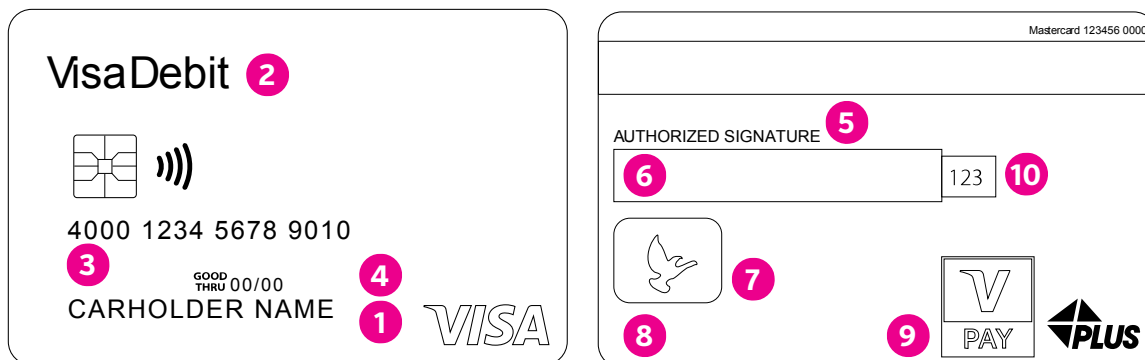 VisaDebit 2
4000 1234 5678 9010
3
GOOD
THRU 00/00
4
CARHOLDER NAME
1
VISA
Mastercard 123456 0000
AUTHORIZED SIGNATURE 5
6
123
10
7
8
9
V
PAY
PLUS